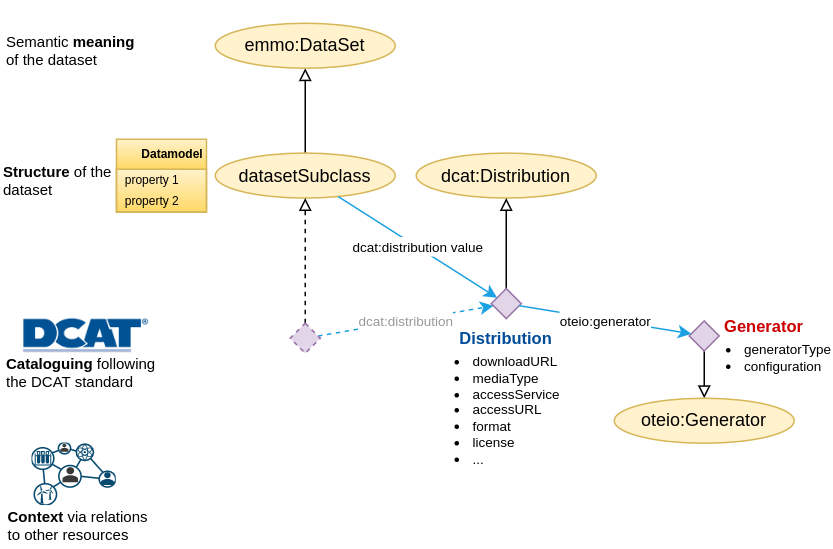 Semantic meaning
of the dataset
emmo:DataSet
Structure of the
dataset
Datamodel
property 1
property 2
datasetSubclass
dcat:Distribution
dcat:distribution value
dcat:distribution
oteio:generator
Distribution
downloadURL
mediaType
accessService
accessURL
format
license
...
Generator
generatorType
configuration
oteio:Generator
DCAT®
Cataloguing following
the DCAT standard
Context via relations
to other resources